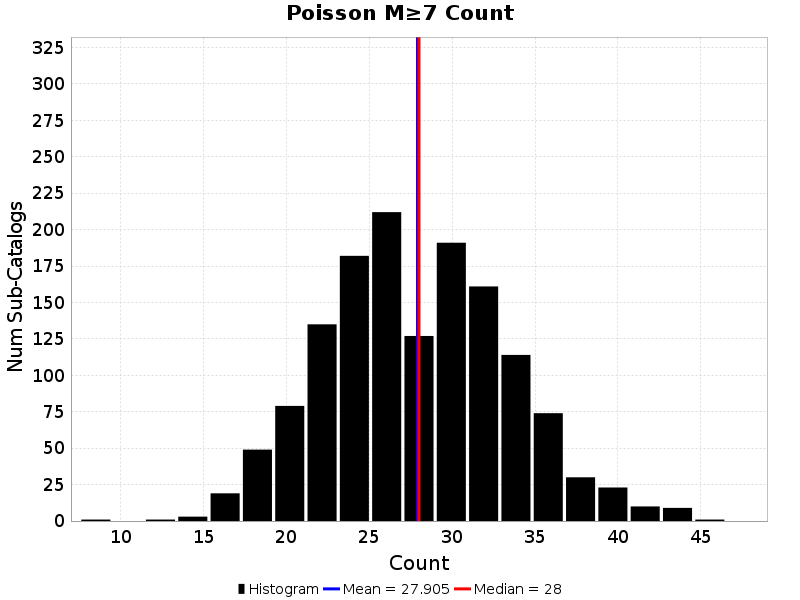 Poisson M≥7 Count
325
300
275
250
225
200
175
150
125
100
75
50
25
0
Num Sub-Catalogs
10 15 20 25 30 35 40 45
Count
Histogram Mean = 27.905 Median = 28